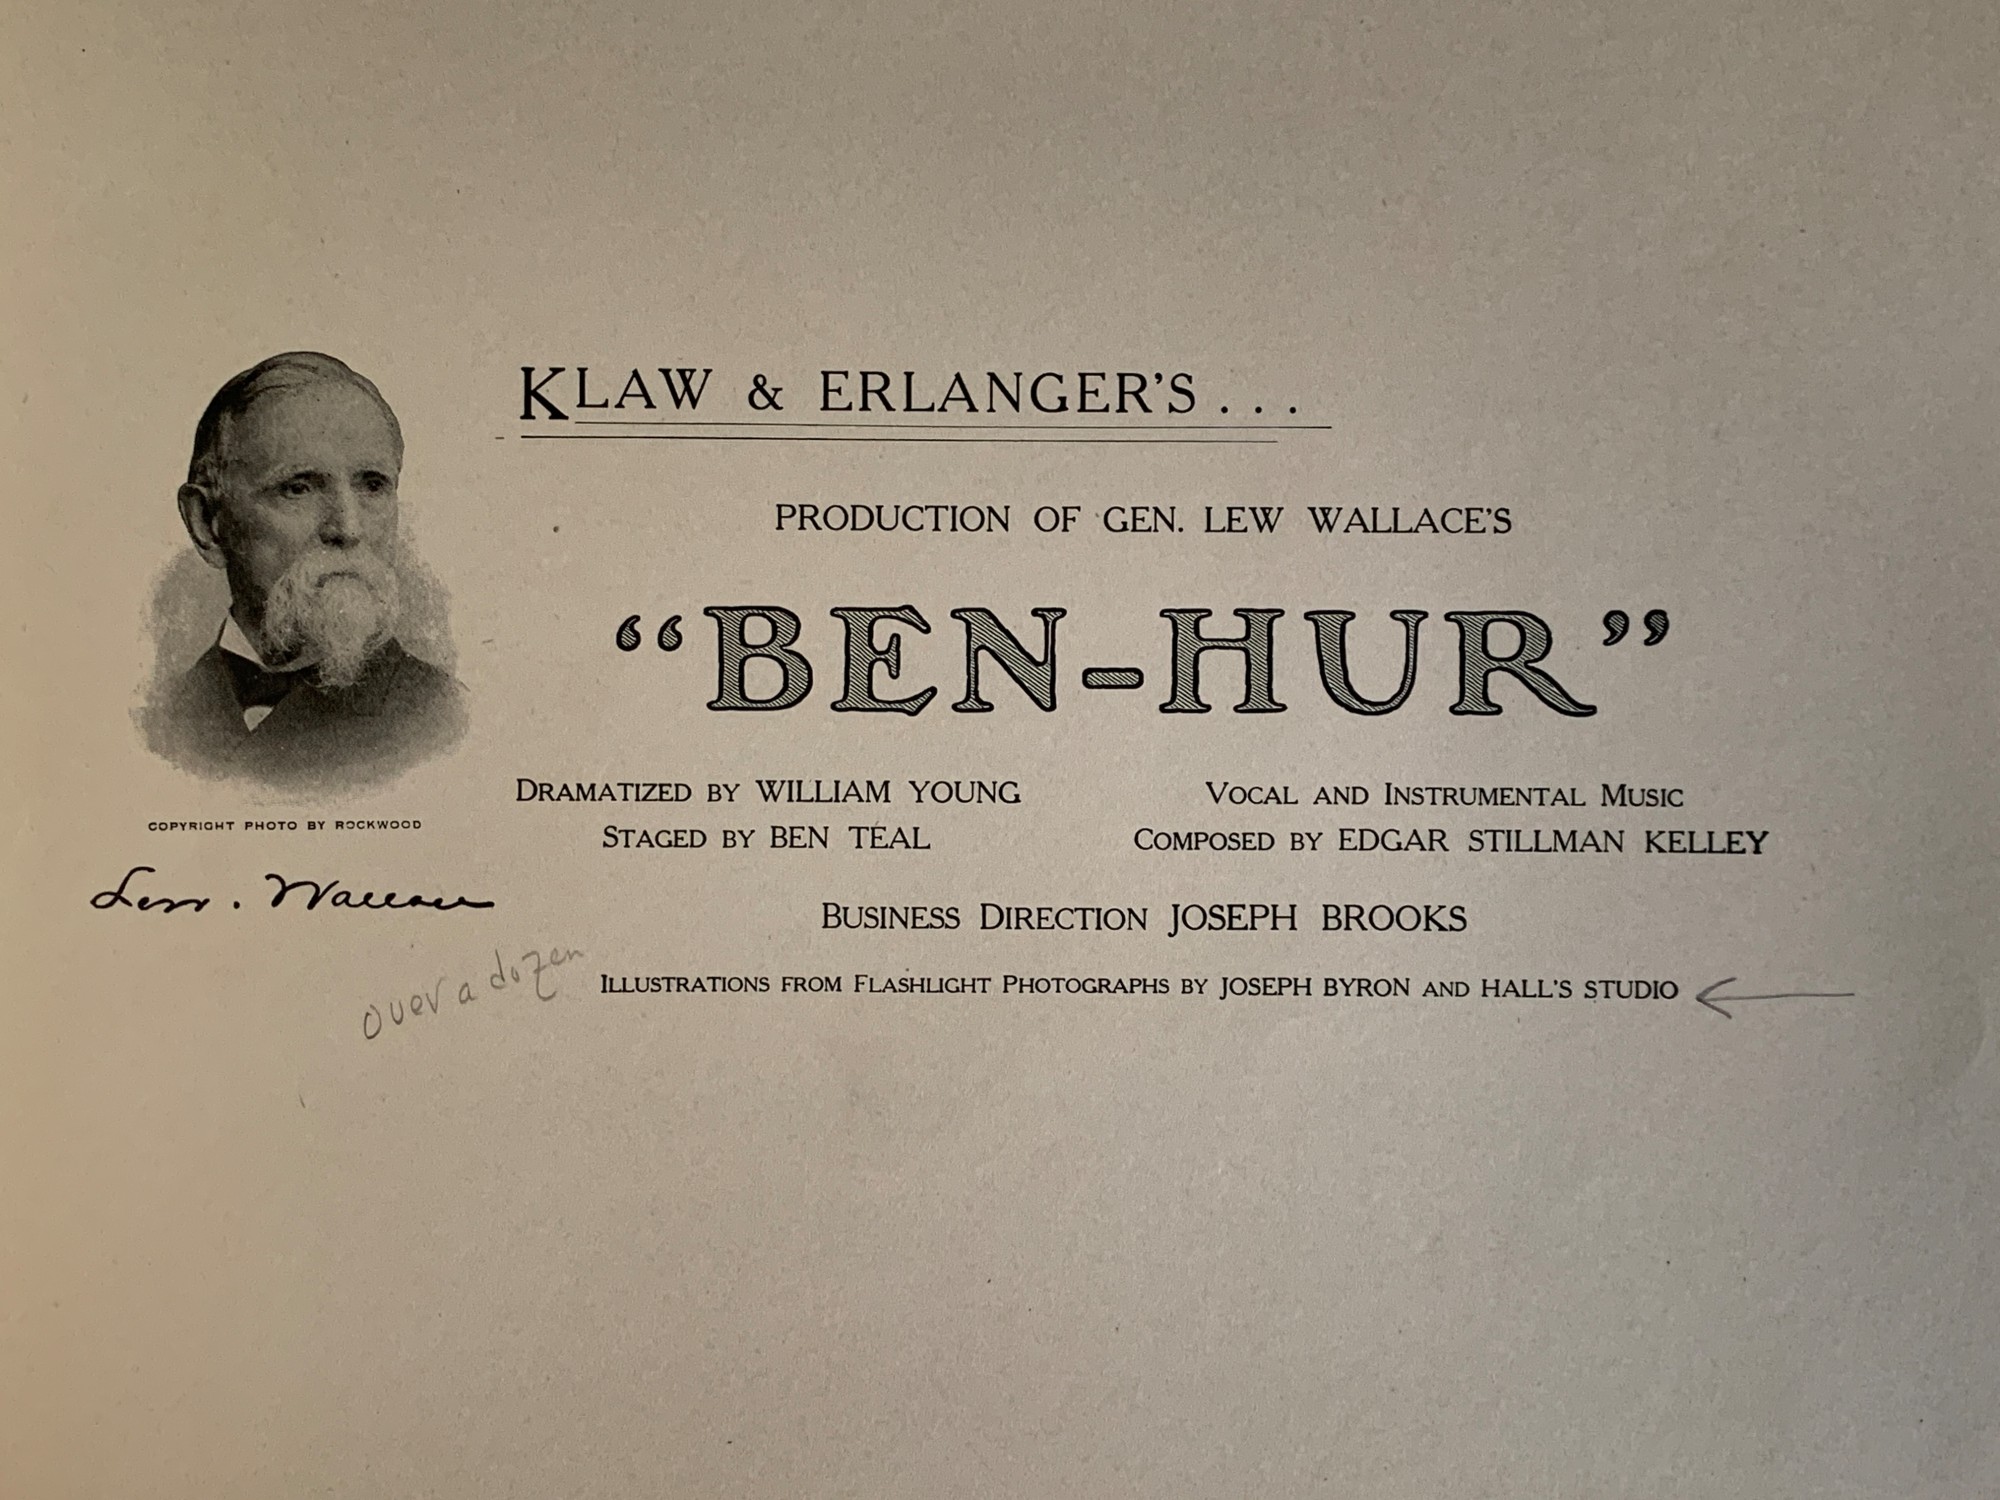 KLAW & ERLANGER'S . . .
PRODUCTION OF GEN. LEW WALLACE'S
“BEN-HUR”
DRAMATIZED BY WILLIAM YOUNG
STAGED BY BEN TEAL
VOCAL AND INSTRUMENTAL MUSIC
COMPOSED BY EDGAR STILLMAN KELLEY
BUSINESS DIRECTION JOSEPH BROOKS
ILLUSTRATIONS FROM FLASHLIGHT PHOTOGRAPHS BY JOSEPH BYRON AND HALL'S STUDIO
COPYRIGHT PHOTO BY ROCKWOOD
Lew. Wallace
over a dozen